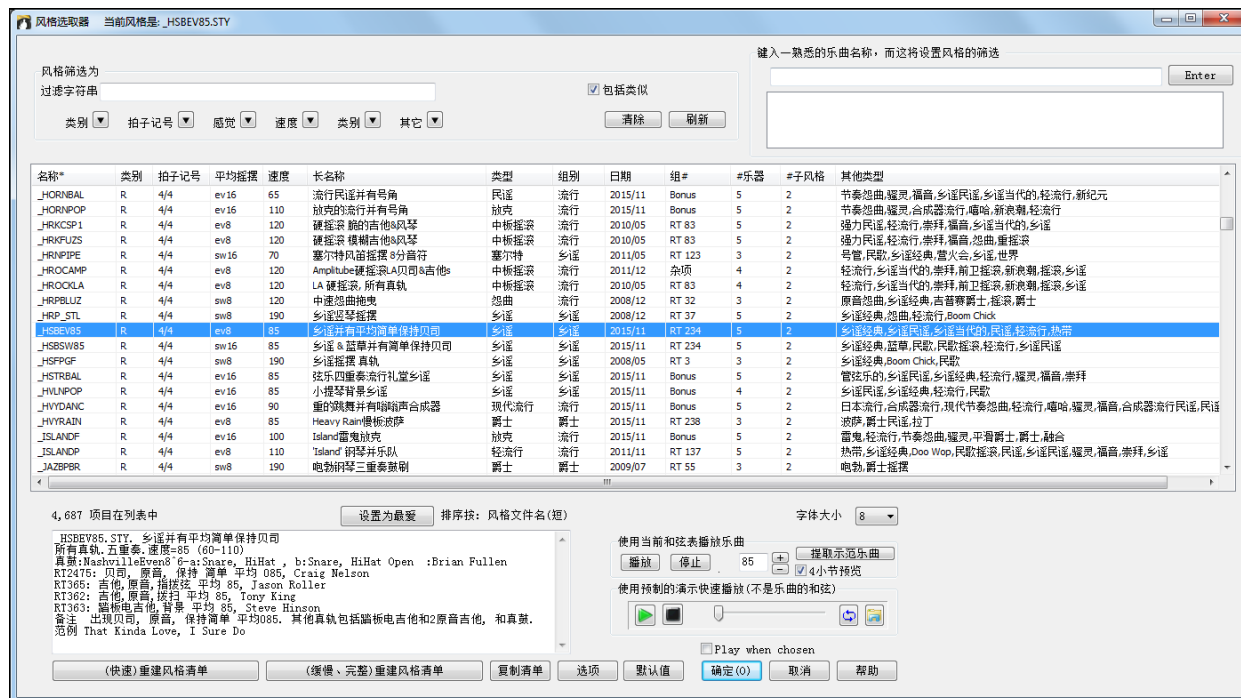 风格选取器 当前风格是:_HSBEV85.STY
键入一熟悉的乐曲名称，而这将设置风格的筛选
Enter
风格筛选为
过滤字符串
包括类似
类别 拍子记号 感觉 速度 类别 其它 清除 刷新
名称* 类别 拍子记号 平均摇摆 速度 长名称 类型 组别 日期 组# #乐器 #子风格 其他类型
_HORNBAL R 4/4 ev16 65 流行民谣并有号角 民谣 流行 2015/11 Bonus 5 2 节奏怨曲,骚灵,福音,乡谣民谣,乡谣当代的,轻流行,新纪元
_HORNPOP R 4/4 ev16 110 放克的流行并有号角 放克 流行 2015/11 Bonus 5 2 节奏怨曲,骚灵,合成器流行,嘻哈,新浪潮,轻流行
_HRKCSP1 R 4/4 ev8 120 硬摇滚 脆的吉他&风琴 中板摇滚 流行 2010/05 RT 83 5 2 强力民谣,轻流行,崇拜,福音,乡谣当代的,乡谣
_HRKFUZS R 4/4 ev8 120 硬摇滚 模糊吉他&风琴 中板摇滚 流行 2010/05 RT 83 5 2 强力民谣,轻流行,崇拜,福音,怨曲,重摇滚
_HRNPIPE R 4/4 sw16 70 塞尔特风笛摇摆 8分音符 塞尔特 乡谣 2011/05 RT 123 3 2 号管,民歌,乡谣经典,营火会,乡谣,世界
_HROCAMP R 4/4 ev8 120 Amplitube硬摇滚LA贝司&吉他s 中板摇滚 流行 2011/12 杂项 4 2 轻流行,乡谣当代的,崇拜,前卫摇滚,新浪潮,摇滚,乡谣
_HROCKLA R 4/4 ev8 120 LA 硬摇滚, 所有真轨 中板摇滚 流行 2010/05 RT 83 4 2 轻流行,乡谣当代的,崇拜,前卫摇滚,新浪潮,摇滚,乡谣
_HRPBLUZ R 4/4 sw8 120 中速怨曲拖曳 怨曲 流行 2008/12 RT 32 3 2 原音怨曲,乡谣经典,吉普赛爵士,摇滚,爵士
_HRP_STL R 4/4 sw8 190 乡谣竖琴摇摆 乡谣 乡谣 2008/12 RT 37 5 2 乡谣经典,怨曲,轻流行,Boom Chick
_HSBEV85 R 4/4 ev8 85 乡谣并有平均简单保持贝司 乡谣 乡谣 2015/11 RT 234 5 2 乡谣经典,乡谣民谣,乡谣当代的,民谣,轻流行,热带
_HSBSW85 R 4/4 sw16 85 乡谣 & 蓝草并有简单保持贝司 乡谣 乡谣 2015/11 RT 234 5 2 乡谣经典,蓝草,民歌,民歌摇滚,轻流行,乡谣民谣
_HSFPGF R 4/4 sw8 190 乡谣摇摆 真轨 乡谣 乡谣 2008/05 RT 3 3 2 乡谣经典,Boom Chick,民歌
_HSTRBAL R 4/4 ev16 85 弦乐四重奏流行礼堂乡谣 乡谣 乡谣 2015/11 Bonus 5 2 管弦乐的,乡谣民谣,乡谣经典,轻流行,骚灵,福音,崇拜
_HVLNPOP R 4/4 ev16 85 小提琴背景乡谣 乡谣 流行 2015/11 Bonus 4 2 乡谣民谣,乡谣经典,轻流行,民歌
_HVYDANC R 4/4 ev16 90 重的跳舞并有嗡嗡声合成器 现代流行 流行 2015/11 Bonus 5 2 日本流行,合成器流行,现代节奏怨曲,轻流行,嘻哈,骚灵,福音,合成器流行民谣,民谣
_HVYRAIN R 4/4 ev8 85 Heavy Rain慢板波萨 爵士 爵士 2015/11 RT 238 3 2 波萨,爵士民谣,拉丁
_ISLANDF R 4/4 ev16 100 Island雷鬼放克 放克 流行 2015/11 Bonus 5 2 雷鬼,轻流行,节奏怨曲,骚灵,平滑爵士,爵士,融合
_ISLANDP R 4/4 ev8 110 'Island' 钢琴并乐队 轻流行 流行 2011/11 RT 137 5 2 热带,乡谣经典,Doo Wop,民歌摇滚,民谣,乡谣民谣,骚灵,福音,崇拜,乡谣
_JAZBPBR R 4/4 sw8 190 咆勃钢琴三重奏鼓刷 爵士 爵士 2009/07 RT 55 3 2 咆勃,爵士摇摆
4,687 项目在列表中 设置为最爱 排序按: 风格文件名(短) 字体大小 8
_HSBEV85.STY. 乡谣并有平均简单保持贝司
所有真轨.五重奏.速度=85 (60-110)
真鼓:NashvilleEven8^6-a:Snare, HiHat , b:Snare, HiHat Open :Brian Fullen
RT2475: 贝司, 原音, 保持 简单 平均 085, Craig Nelson
RT365: 吉他,原音,指拨弦 平均 85, Jason Roller
RT362: 吉他,原音,拨扫 平均 85, Tony King
RT363: 踏板电吉他,背景 平均 85, Steve Hinson
备注 出现贝司, 原音, 保持简单 平均085. 其他真轨包括踏板电吉他和2原音吉他, 和真鼓.
范例 That Kinda Love, I Sure Do
使用当前和弦表播放乐曲
播放 停止 . 85 + - 提取示范乐曲
4小节预览
使用预制的演示快速播放(不是乐曲的和弦)
Play when chosen
(快速)重建风格清单 (缓慢、完整)重建风格清单 复制清单 选项 默认值 确定(O) 取消 帮助